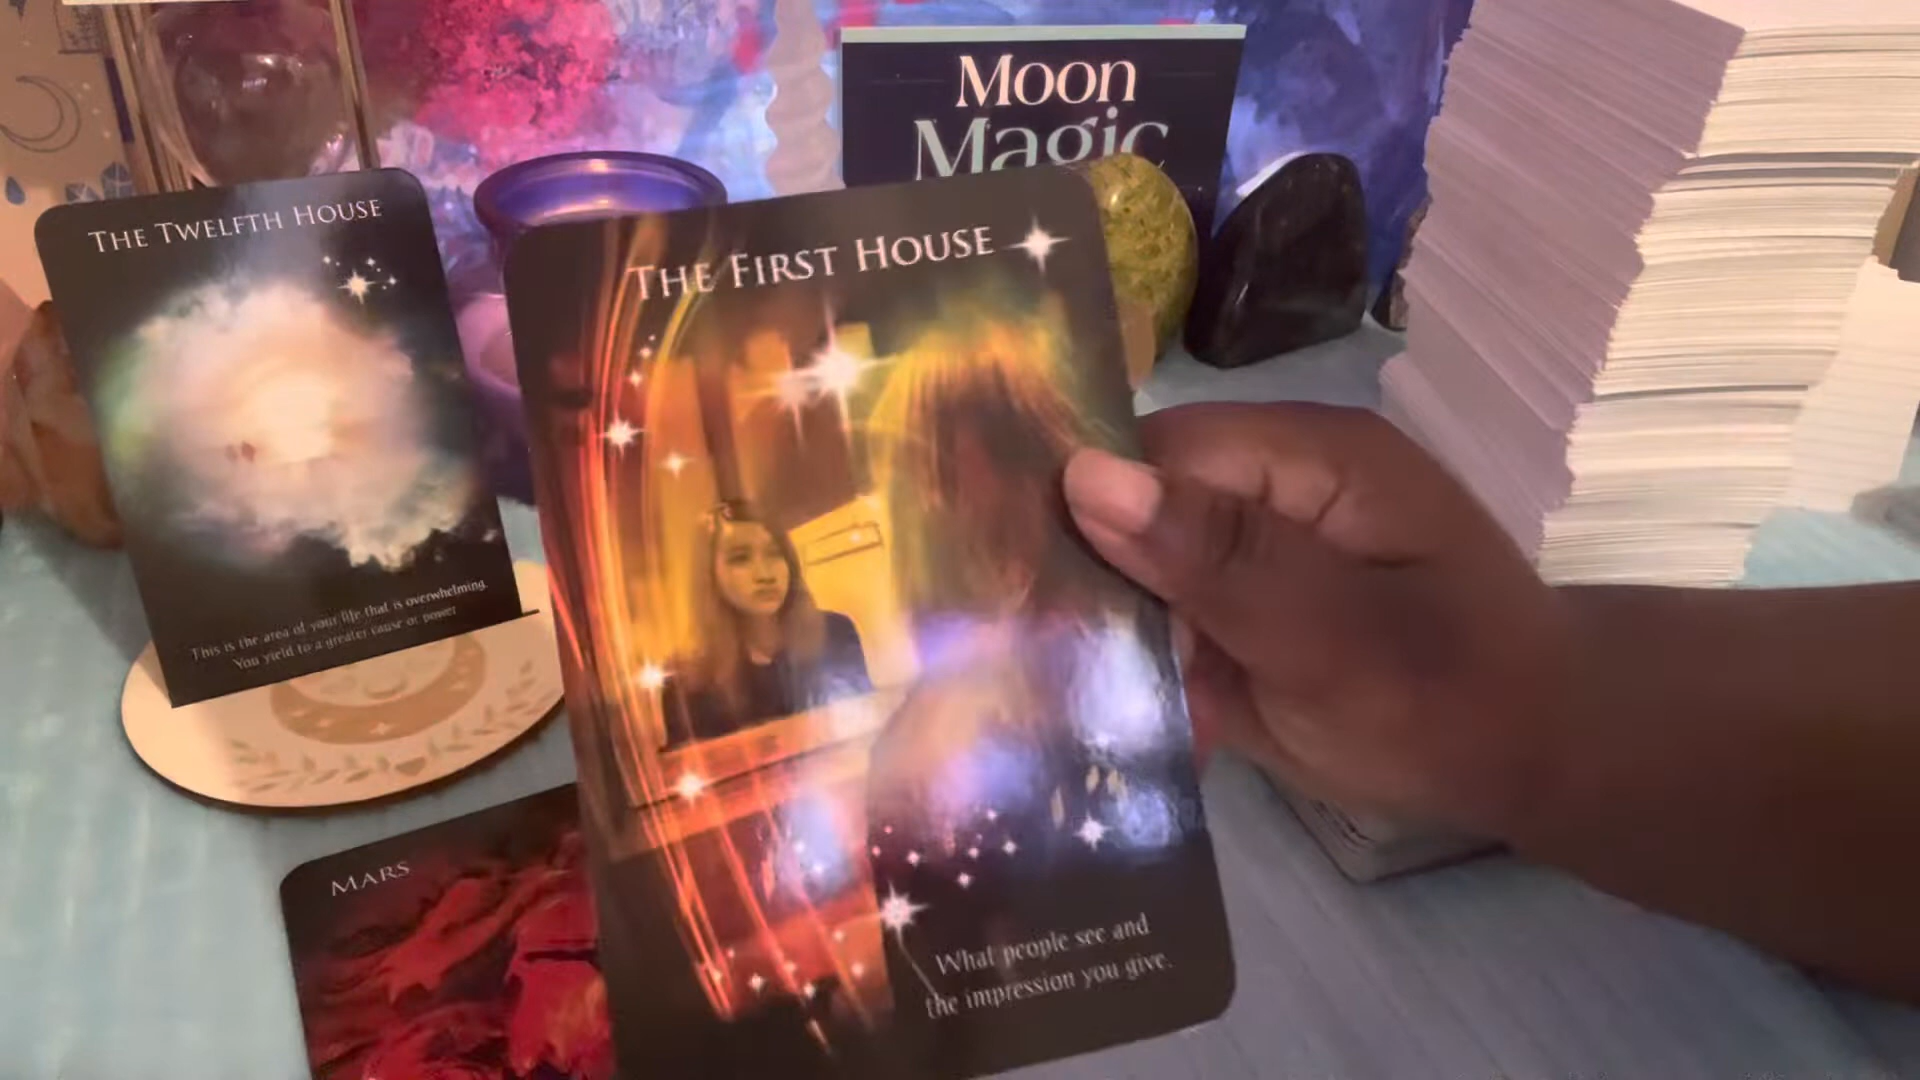 Moon
Magic
The Twelfth House
This is the area of your life that is overwhelming.
You yield to a greater cause or power
The First House
What people see and
the impression you give.
Mars